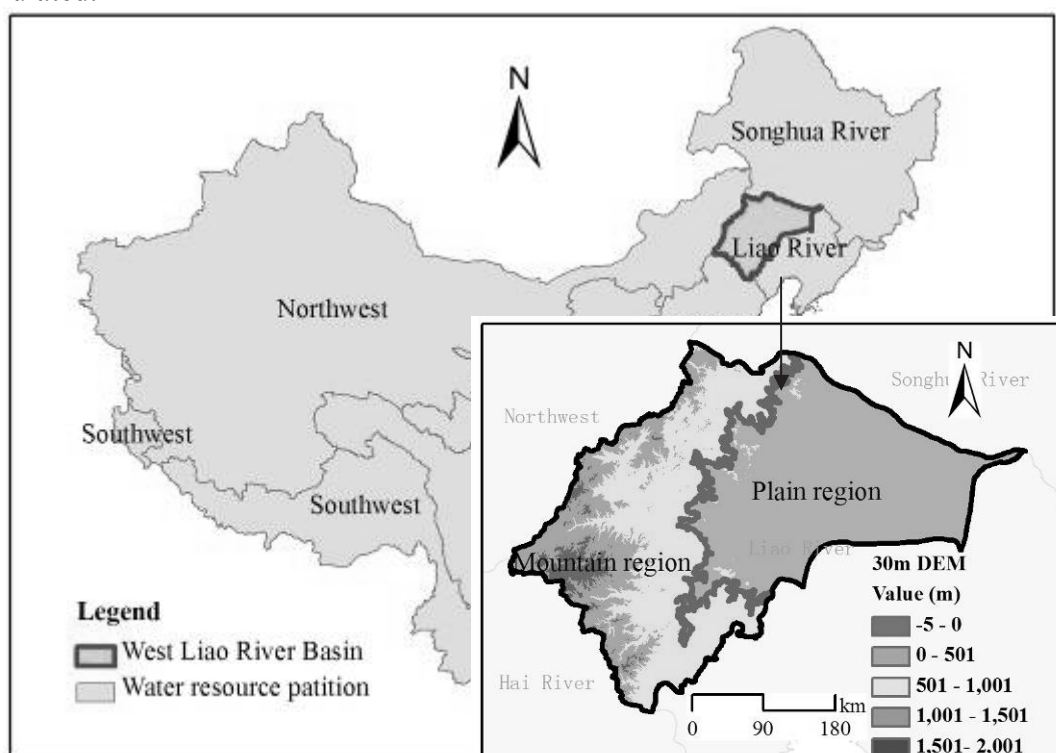 N
Songhua River
Liao River
Northwest
Southwest
Southwest
Legend
West Liao River Basin
Water resource patition
N
Songhua River
Northwest
Plain region
Liao River
Mountain region
Hai River
30m DEM
Value (m)
-5 - 0
0 - 501
501 - 1,001
1,001 - 1,501
1,501- 2,001
km
0 90 180